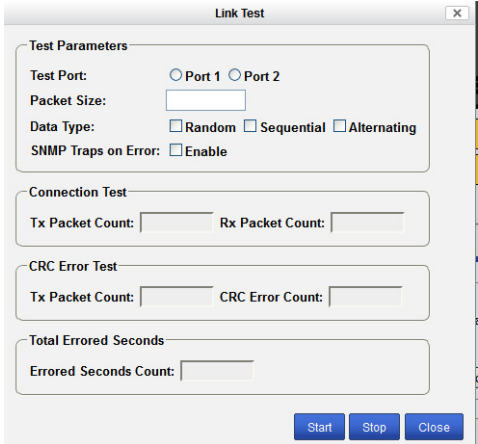 Link Test
Test Parameters
Test Port: Port 1 Port 2
Packet Size:
Data Type: Random Sequential Alternating
SNMP Traps on Error: Enable
Connection Test
Tx Packet Count: Rx Packet Count:
CRC Error Test
Tx Packet Count: CRC Error Count:
Total Errored Seconds
Errored Seconds Count:
Start Stop Close